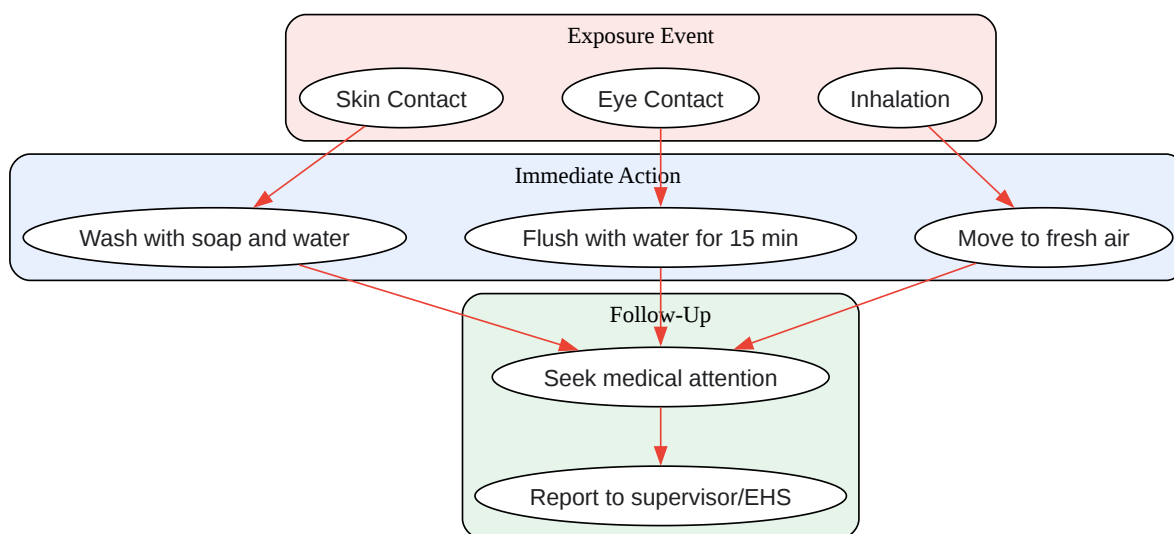 Exposure Event
Skin Contact
Eye Contact
Inhalation
Immediate Action
Wash with soap and water
Flush with water for 15 min
Move to fresh air
Follow-Up
Seek medical attention
Report to supervisor/EHS